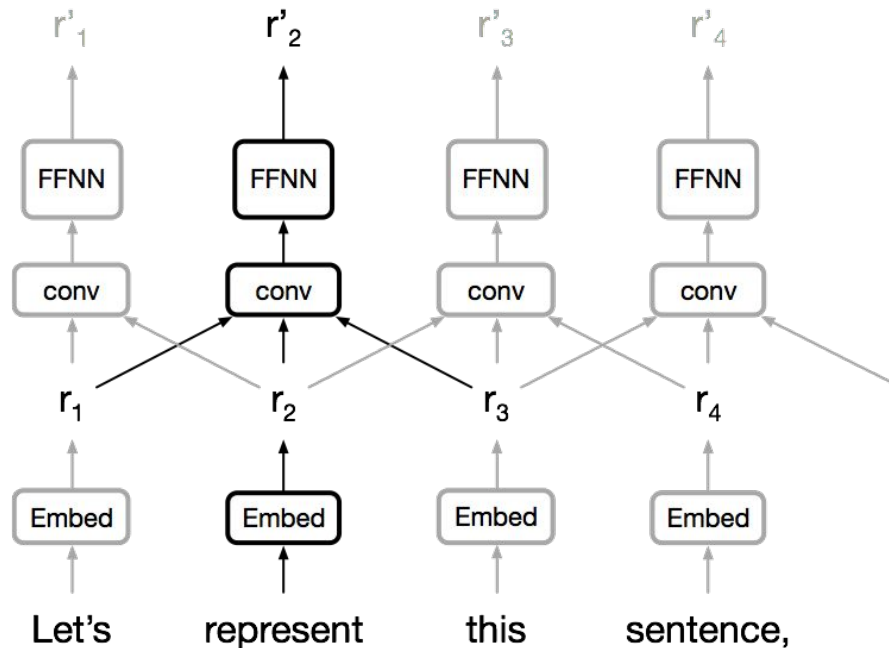 r'₁ r'₂ r'₃ r'₄
FFNN FFNN FFNN FFNN
conv conv conv conv
r₁ r₂ r₃ r₄
Embed Embed Embed Embed
Let's represent this sentence,